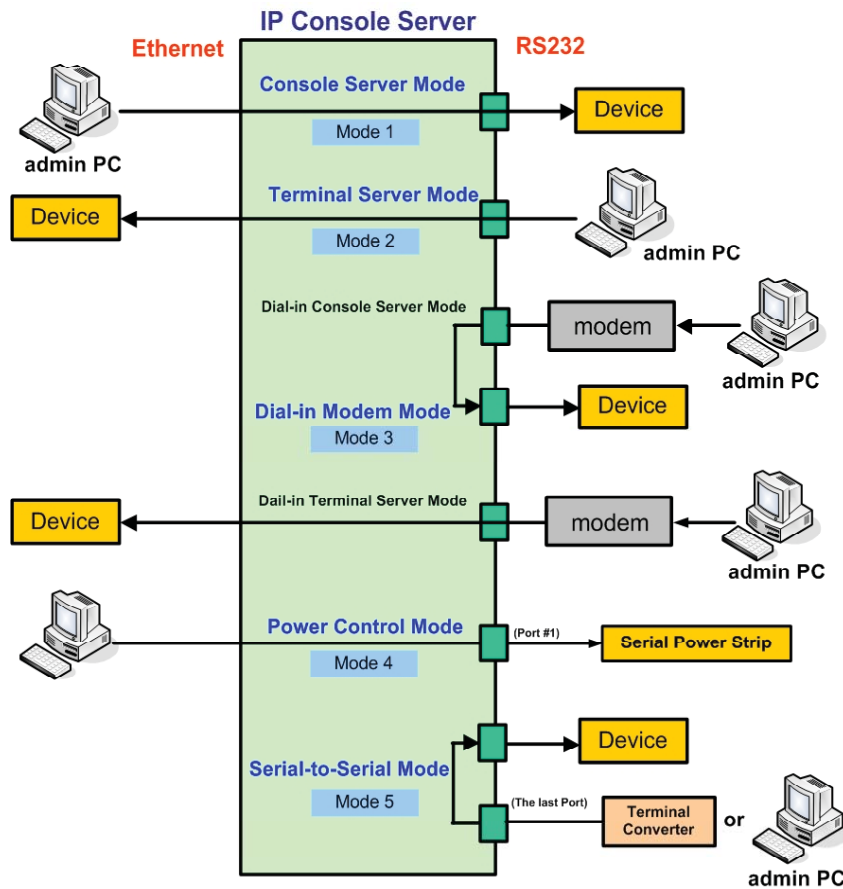 IP Console Server
Ethernet
RS232
Console Server Mode
Mode 1
Device
admin PC
Terminal Server Mode
Device
Mode 2
admin PC
Dial-in Console Server Mode
modem
admin PC
Dial-in Modem Mode
Device
Mode 3
Dail-in Terminal Server Mode
Device
modem
admin PC
Power Control Mode
(Port #1)
Serial Power Strip
Mode 4
Device
Serial-to-Serial Mode
Mode 5
(The last Port)
Terminal
Converter
or
admin PC